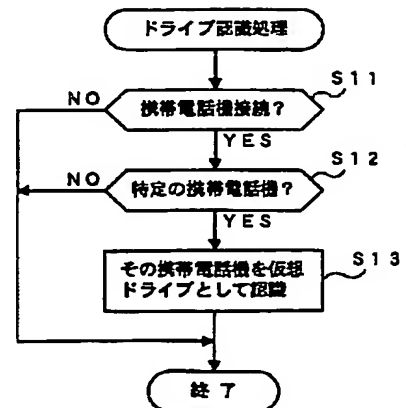 ドライブ認識処理
S11
NO
携帯電話機接続?
YES
S12
NO
特定の携帯電話機?
YES
その携帯電話機を仮想
ドライブとして認識
S13
終了